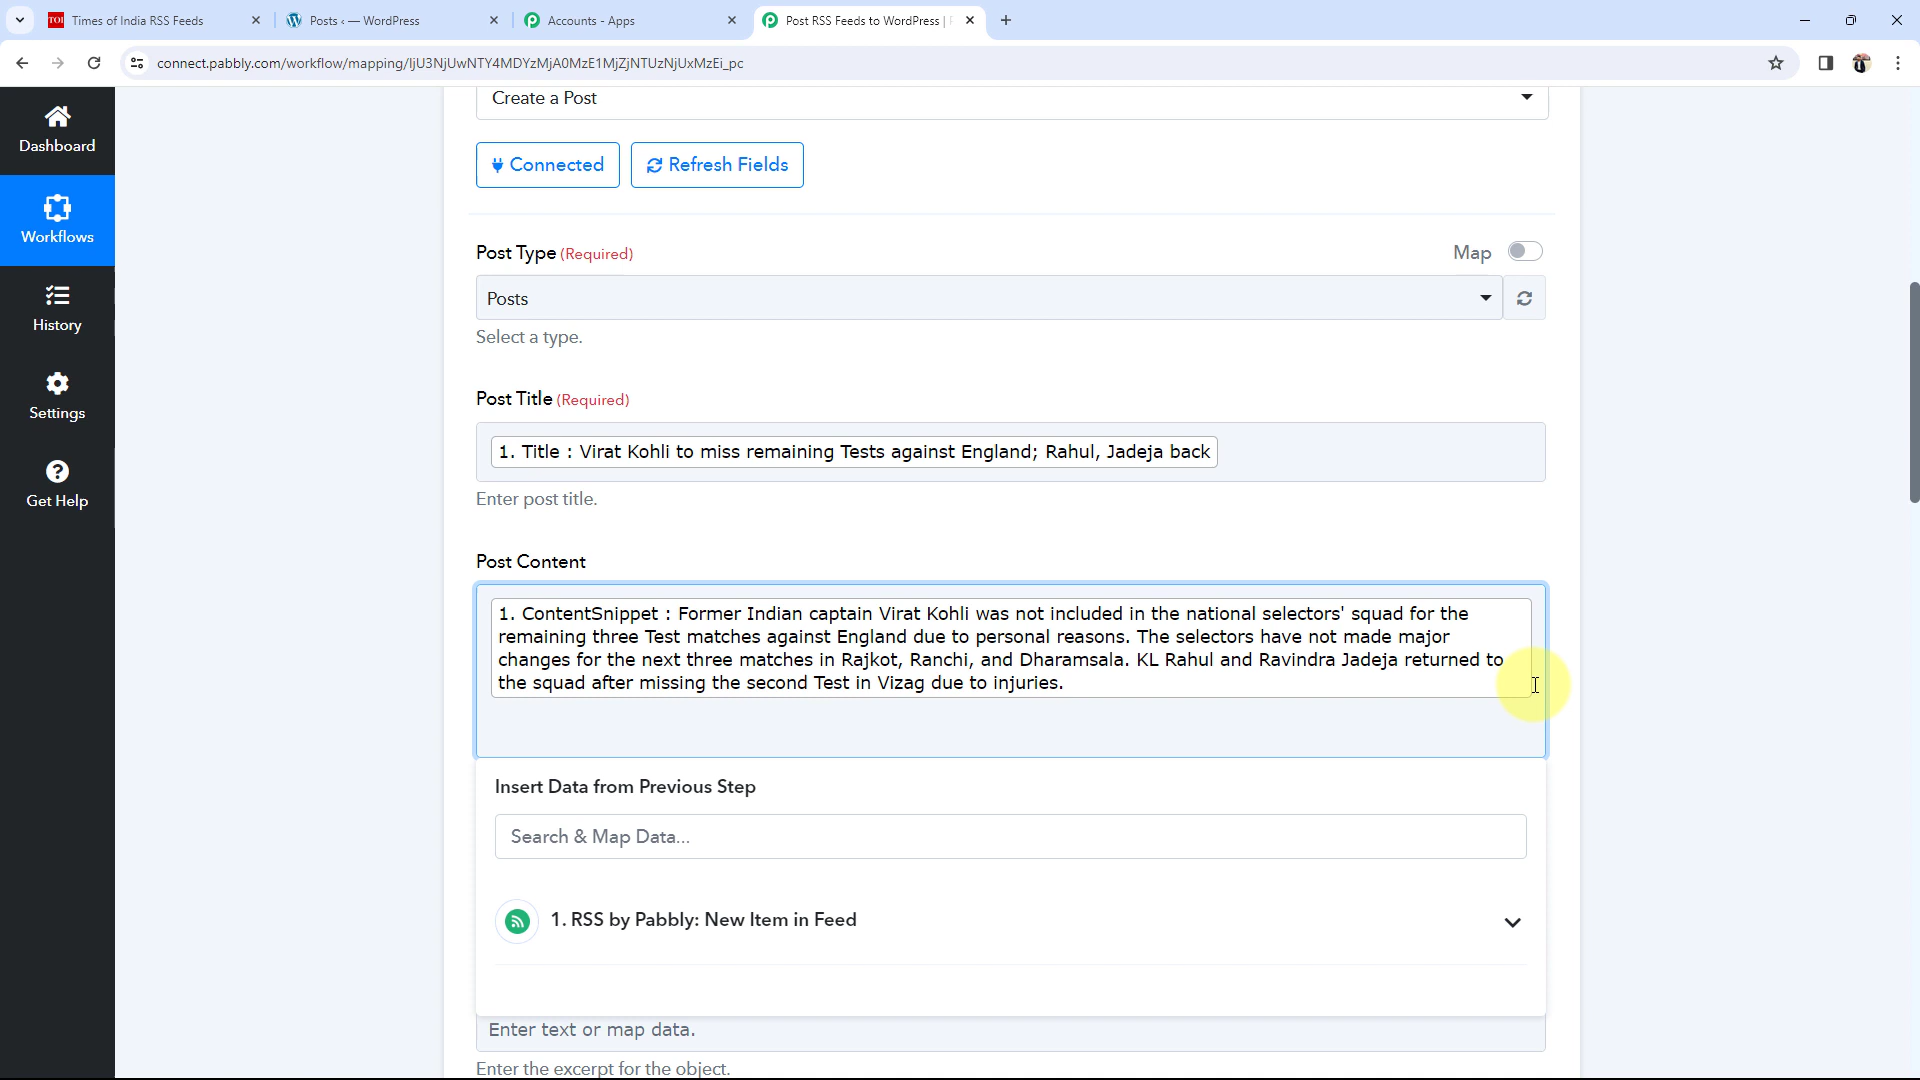 TOI Times of India RSS Feeds
Posts ‹ — WordPress
Accounts - Apps
Post RSS Feeds to WordPress |
connect.pabbly.com/workflow/mapping/IjU3NjUwNTY4MDYzMjA0MzE1MjZjNTUzNjUxMzEi_pc
Dashboard
Workflows
History
Settings
Get Help
Create a Post
Connected
Refresh Fields
Post Type (Required)
Map
Posts
Select a type.
Post Title (Required)
1. Title : Virat Kohli to miss remaining Tests against England; Rahul, Jadeja back
Enter post title.
Post Content
1. ContentSnippet : Former Indian captain Virat Kohli was not included in the national selectors' squad for the
remaining three Test matches against England due to personal reasons. The selectors have not made major
changes for the next three matches in Rajkot, Ranchi, and Dharamsala. KL Rahul and Ravindra Jadeja returned to
the squad after missing the second Test in Vizag due to injuries.
Insert Data from Previous Step
Search & Map Data...
1. RSS by Pabbly: New Item in Feed
Enter text or map data.
Enter the excerpt for the object.